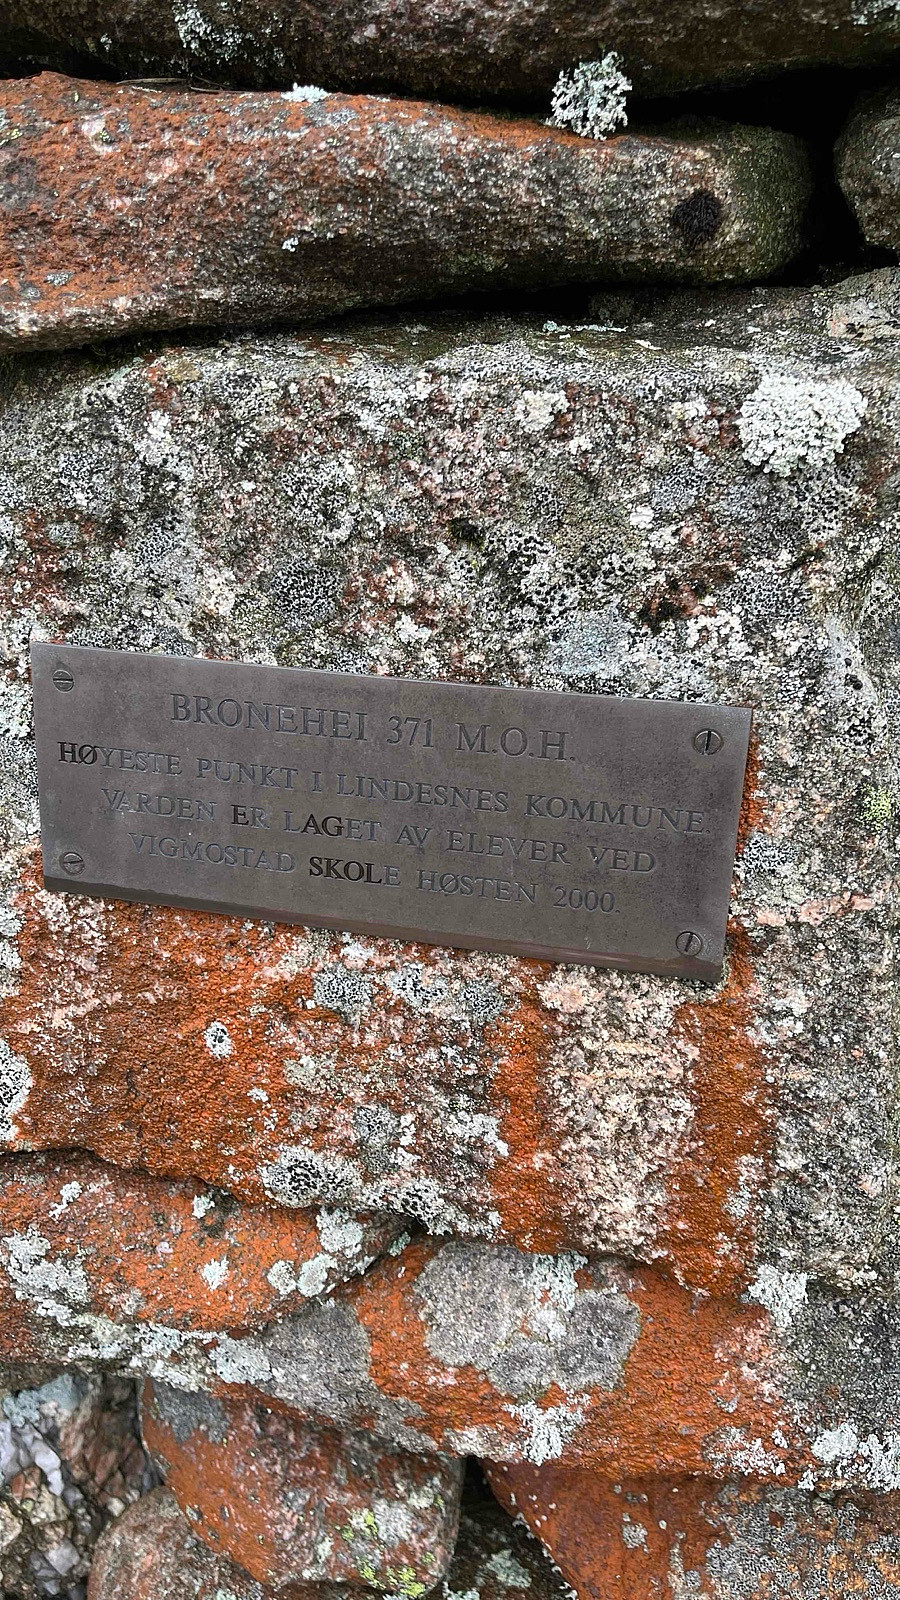 BRONEHEI 371 M.O.H.
HØYESTE PUNKT I LINDESNES KOMMUNE.
VARDEN ER LAGET AV ELEVER VED
VIGMOSTAD SKOLE HØSTEN 2000.